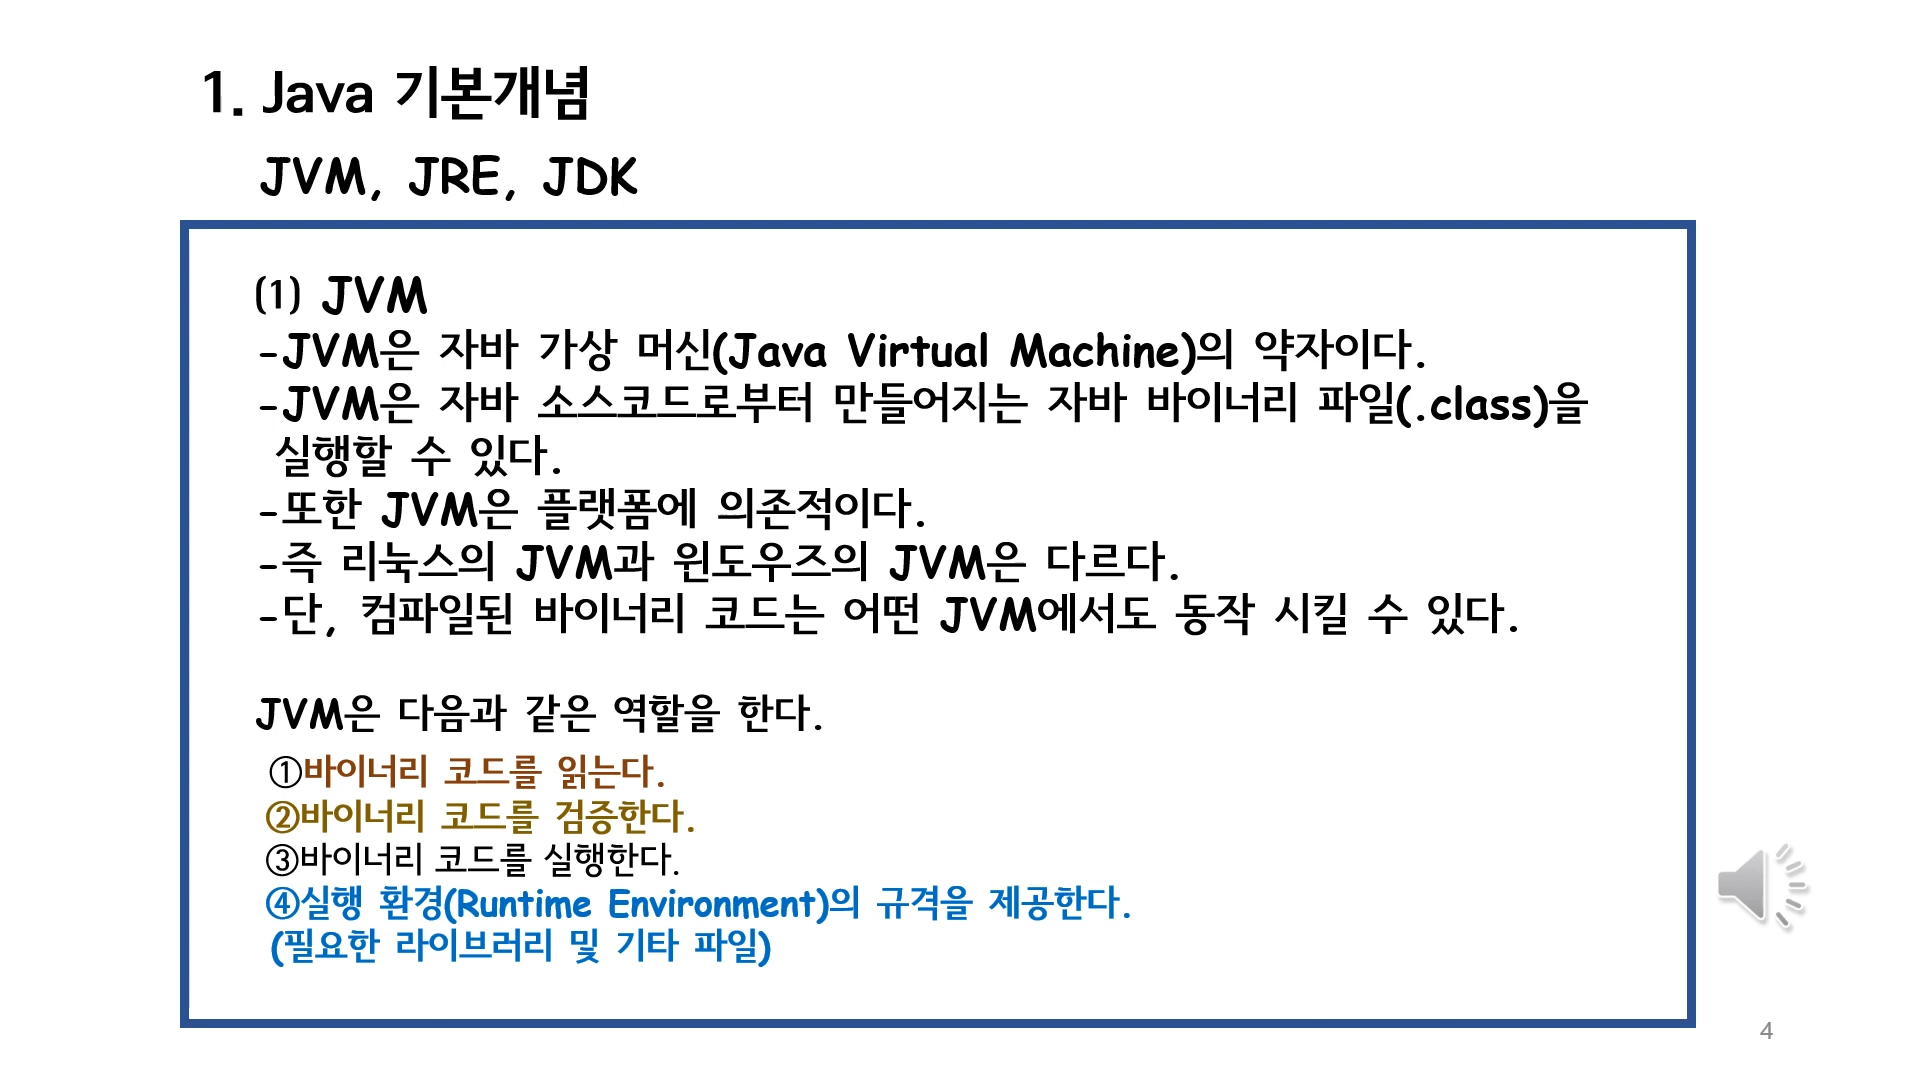 1. Java 기본개념
JVM, JRE, JDK
(1) JVM
-JVM은 자바 가상 머신(Java Virtual Machine)의 약자이다.
-JVM은 자바 소스코드로부터 만들어지는 자바 바이너리 파일(.class)을
실행할 수 있다.
-또한 JVM은 플랫폼에 의존적이다.
-즉 리눅스의 JVM과 윈도우즈의 JVM은 다르다.
-단, 컴파일된 바이너리 코드는 어떤 JVM에서도 동작 시킬 수 있다.
JVM은 다음과 같은 역할을 한다.
①바이너리 코드를 읽는다.
②바이너리 코드를 검증한다.
③바이너리 코드를 실행한다.
④실행 환경(Runtime Environment)의 규격을 제공한다.
(필요한 라이브러리 및 기타 파일)
4